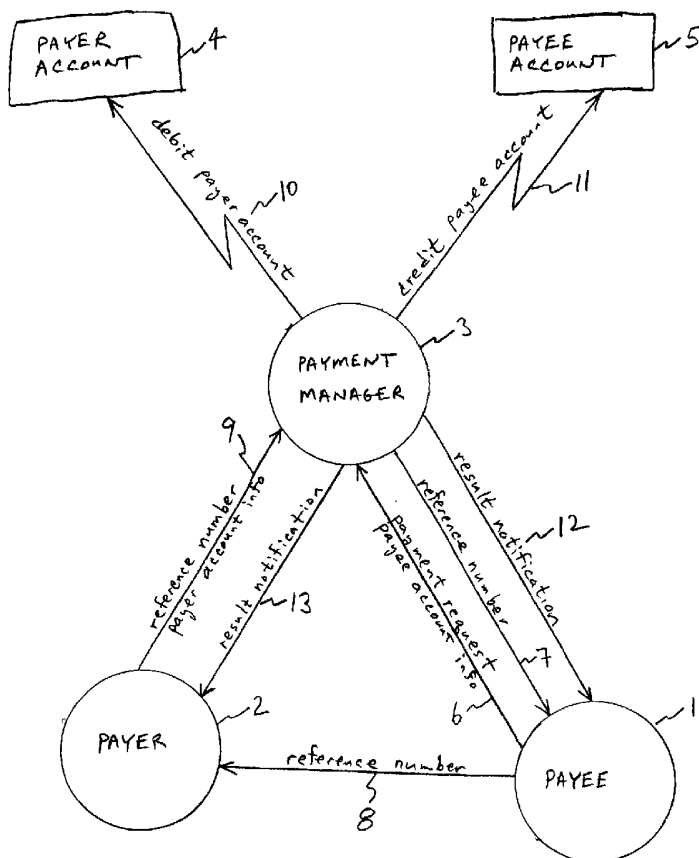 PAYER
ACCOUNT
4
PAYEE
ACCOUNT
5
debit payer account
10
credit payee account
11
PAYMENT
MANAGER
3
9
reference number
payer account info
result notification
13
reference number
7
payment request
payee account info
6
result notification
12
PAYER
2
reference number
8
PAYEE
1